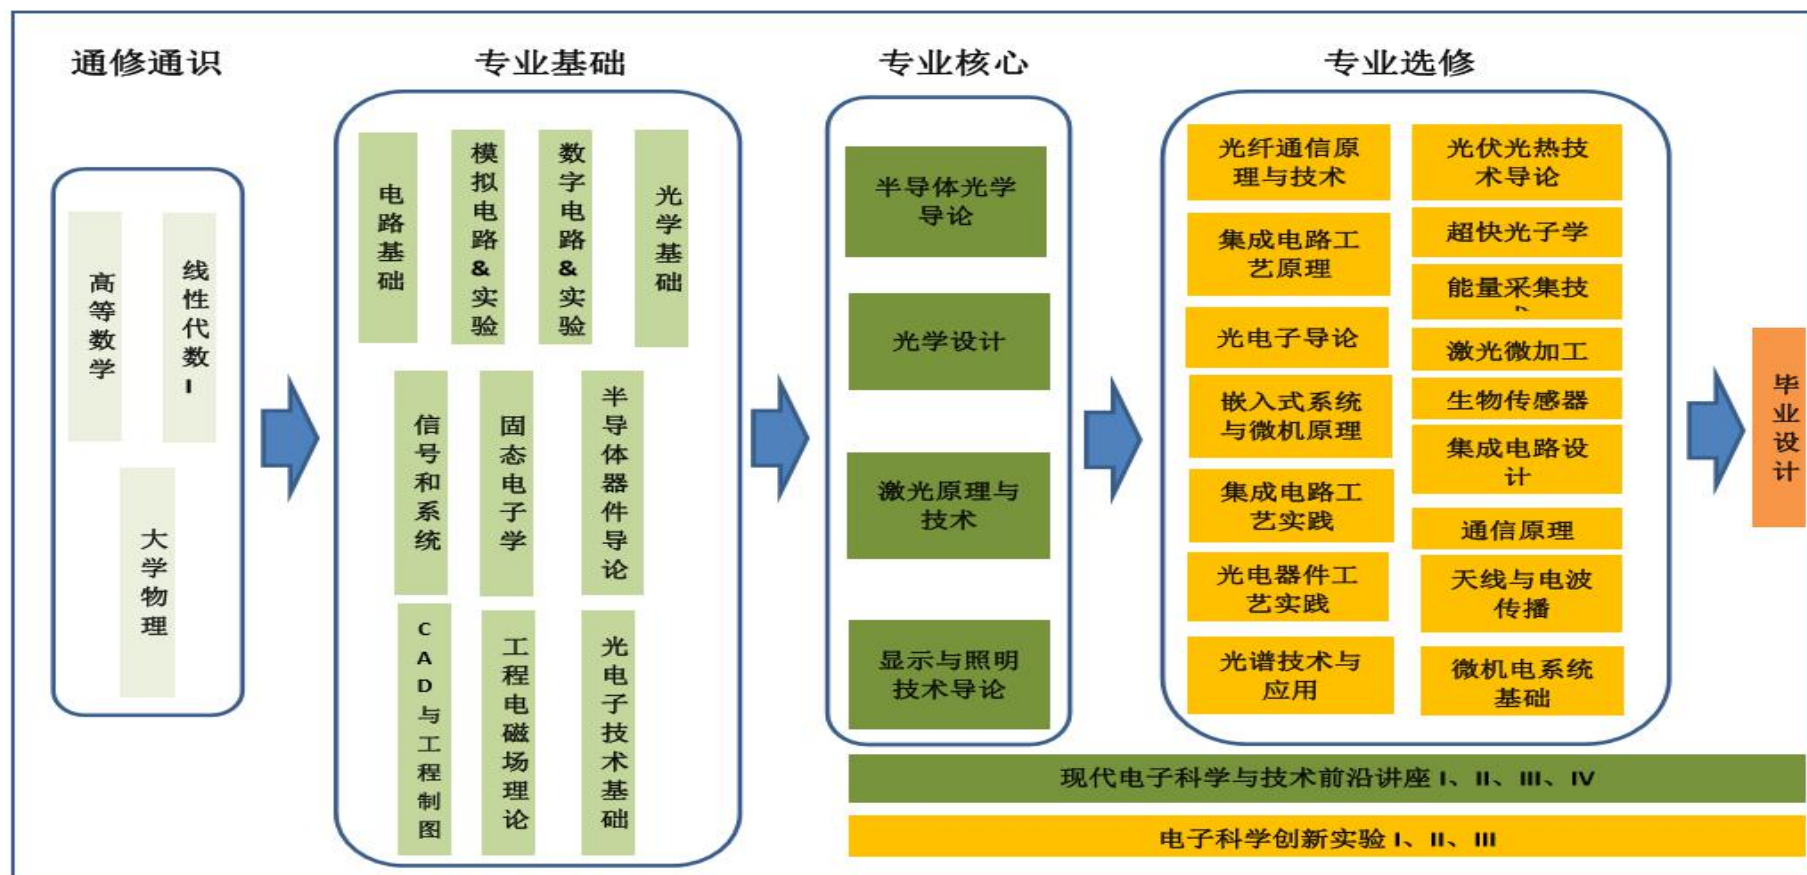 通修通识
专业基础
专业核心
专业选修
高等数学
线性代数I
大学物理
电路基础
模拟电路&实验
数字电路&实验
光学基础
信号和系统
固态电子学
半导体器件导论
CAD与工程制图
工程电磁场理论
光电子技术基础
半导体光学
导论
光学设计
激光原理与
技术
显示与照明
技术导论
光纤通信原
理与技术
集成电路工
艺原理
光电子导论
嵌入式系统
与微机原理
集成电路工
艺实践
光电器件工
艺实践
光谱技术与
应用
光伏光热技
术导论
超快光子学
能量采集技
激光微加工
生物传感器
集成电路设
计
通信原理
天线与电波
传播
微机电系统
基础
毕业设计
现代电子科学与技术前沿讲座 I、II、III、IV
电子科学创新实验 I、II、III